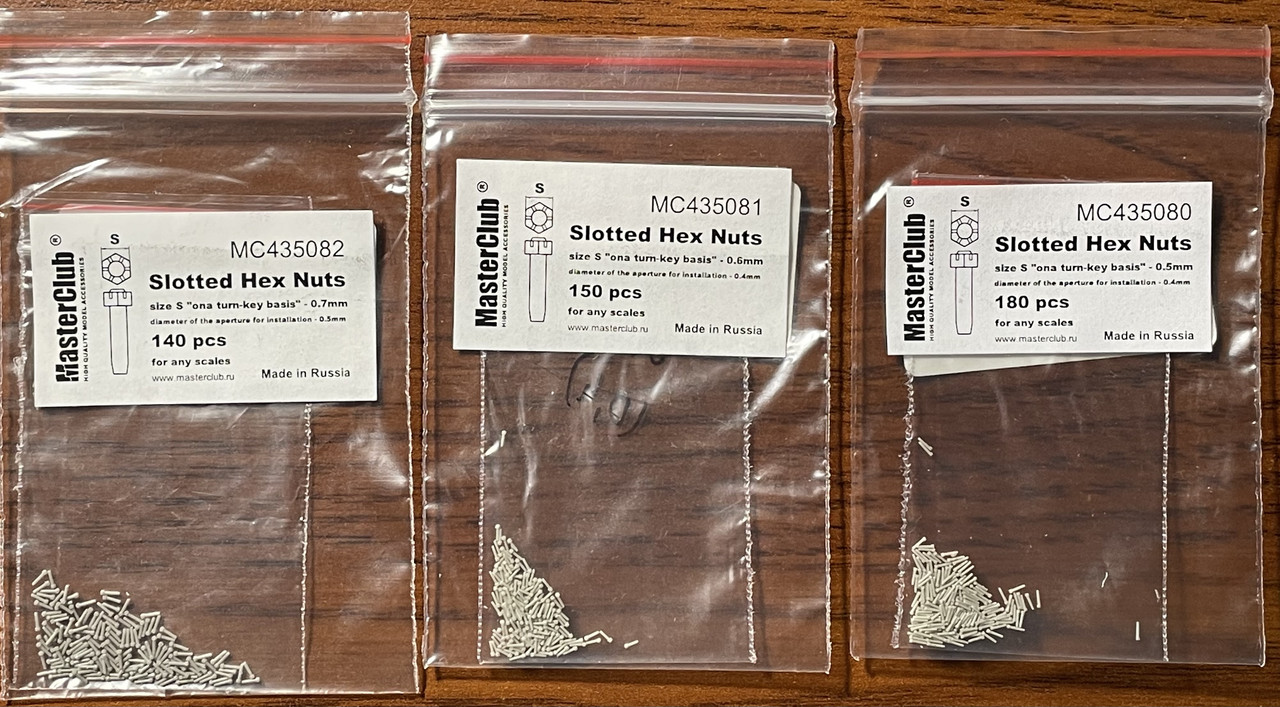 MasterClub®
HIGH QUALITY MODEL ACCESSORIES
S
MC435082
Slotted Hex Nuts
size S "ona turn-key basis" - 0.7mm
diameter of the aperture for installation - 0.5mm
140 pcs
for any scales
www.masterclub.ru Made in Russia
MasterClub®
HIGH QUALITY MODEL ACCESSORIES
S
MC435081
Slotted Hex Nuts
size S "ona turn-key basis" - 0.6mm
diameter of the aperture for installation - 0.4mm
150 pcs
for any scales
www.masterclub.ru Made in Russia
MasterClub®
HIGH QUALITY MODEL ACCESSORIES
S
MC435080
Slotted Hex Nuts
size S "ona turn-key basis" - 0.5mm
diameter of the aperture for installation - 0.4mm
180 pcs
for any scales
www.masterclub.ru Made in Russia